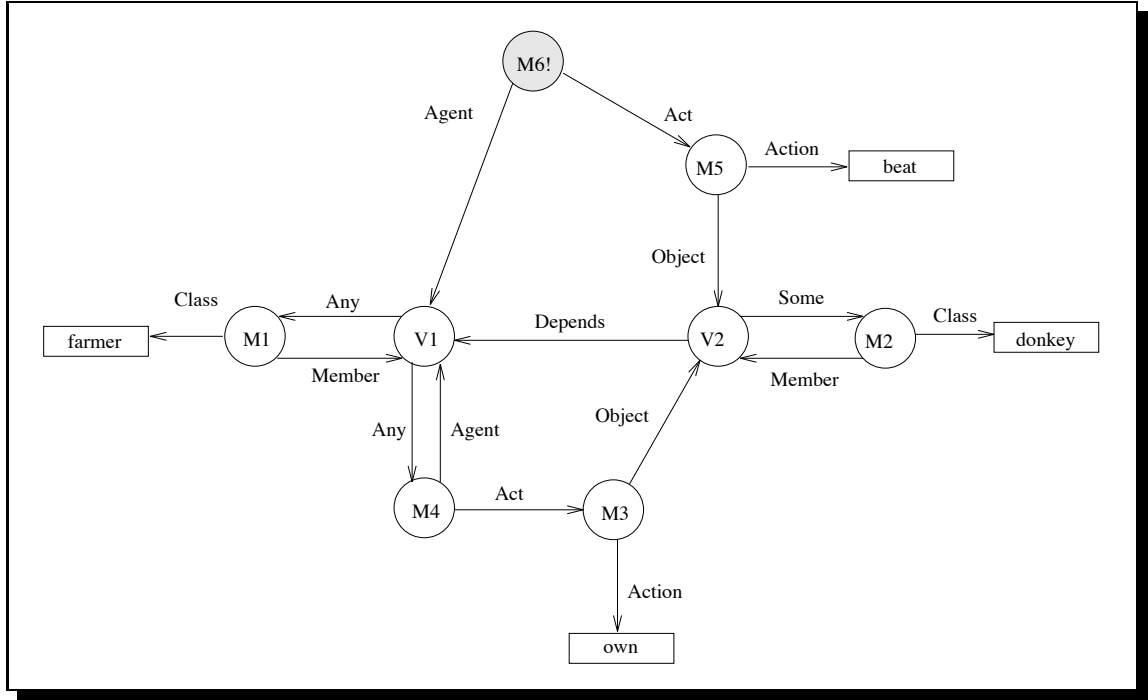 M6!
Agent
Act
Action
M5
beat
Object
Class
Any
Some
Depends
Class
farmer
M1
V1
V2
M2
donkey
Member
Member
Object
Any
Agent
Act
M4
M3
Action
own